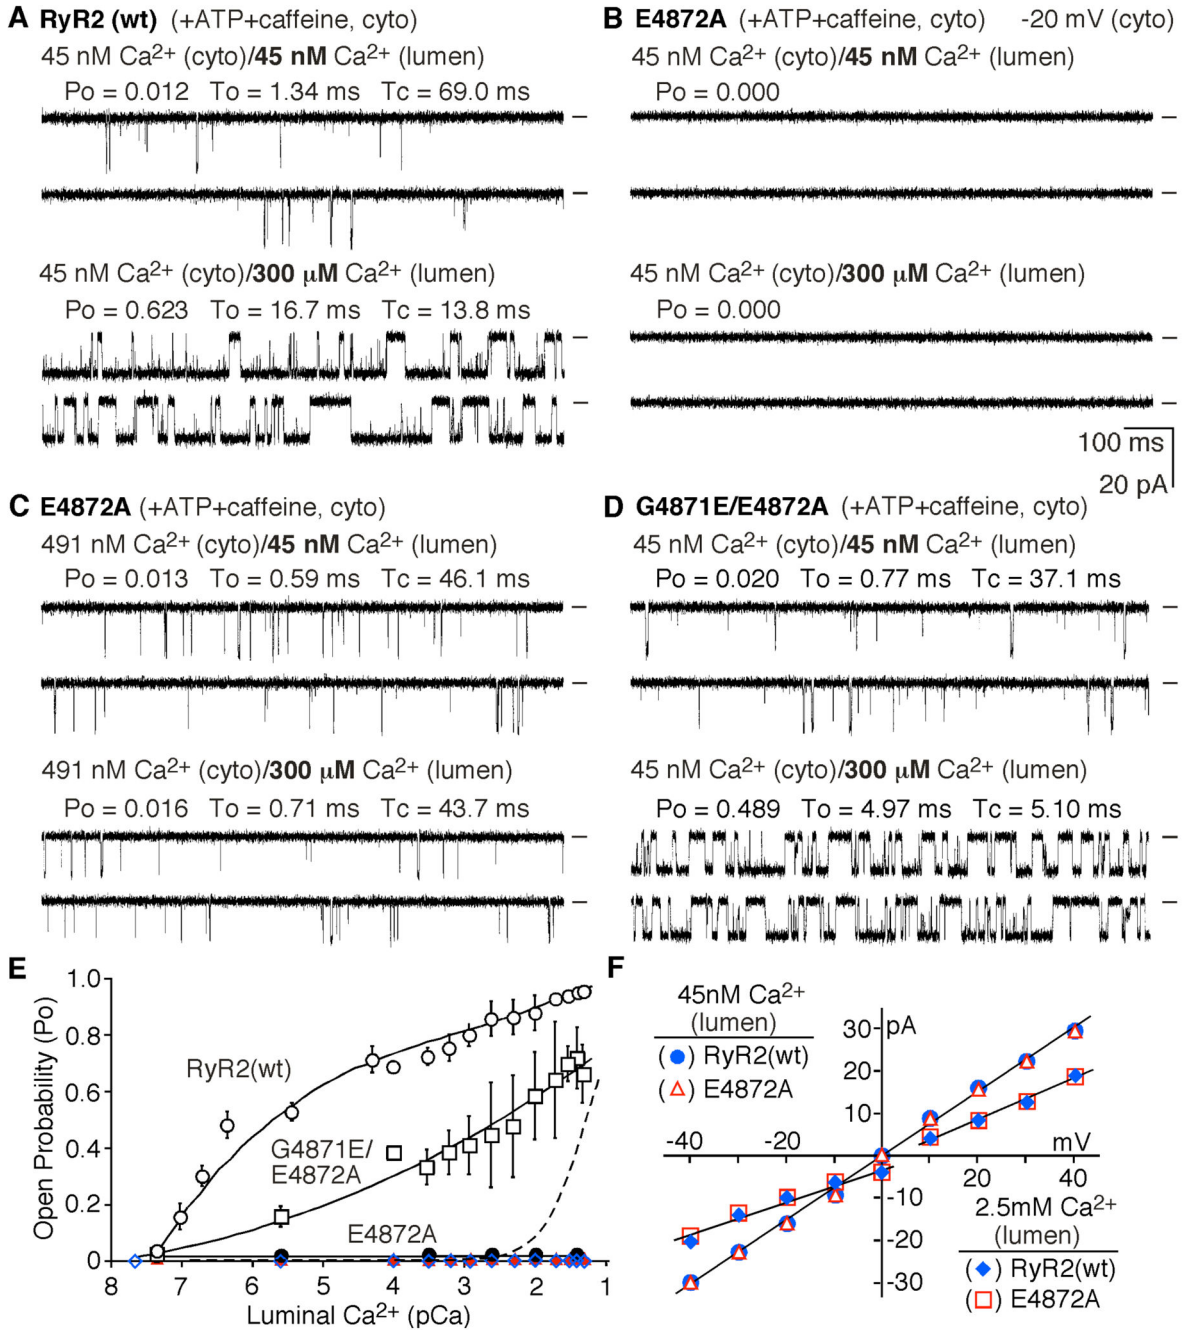 A RyR2 (wt) (+ATP+caffeine, cyto)
45 nM Ca2+ (cyto)/45 nM Ca2+ (lumen)
Po = 0.012 To = 1.34 ms Tc = 69.0 ms
45 nM Ca2+ (cyto)/300 µM Ca2+ (lumen)
Po = 0.623 To = 16.7 ms Tc = 13.8 ms
B E4872A (+ATP+caffeine, cyto) -20 mV (cyto)
45 nM Ca2+ (cyto)/45 nM Ca2+ (lumen)
Po = 0.000
45 nM Ca2+ (cyto)/300 µM Ca2+ (lumen)
Po = 0.000
100 ms
20 pA
C E4872A (+ATP+caffeine, cyto)
491 nM Ca2+ (cyto)/45 nM Ca2+ (lumen)
Po = 0.013 To = 0.59 ms Tc = 46.1 ms
491 nM Ca2+ (cyto)/300 µM Ca2+ (lumen)
Po = 0.016 To = 0.71 ms Tc = 43.7 ms
D G4871E/E4872A (+ATP+caffeine, cyto)
45 nM Ca2+ (cyto)/45 nM Ca2+ (lumen)
Po = 0.020 To = 0.77 ms Tc = 37.1 ms
45 nM Ca2+ (cyto)/300 µM Ca2+ (lumen)
Po = 0.489 To = 4.97 ms Tc = 5.10 ms
E
Open Probability (Po)
1.0
0.8
0.6
0.4
0.2
0
RyR2(wt)
G4871E/
E4872A
E4872A
8 7 6 5 4 3 2 1
Luminal Ca2+ (pCa)
F
45nM Ca2+
(lumen)
( ) RyR2(wt)
( ) E4872A
pA
30
20
10
-40 -20
mV
20 40
-10
-20
-30
2.5mM Ca2+
(lumen)
( ) RyR2(wt)
( ) E4872A